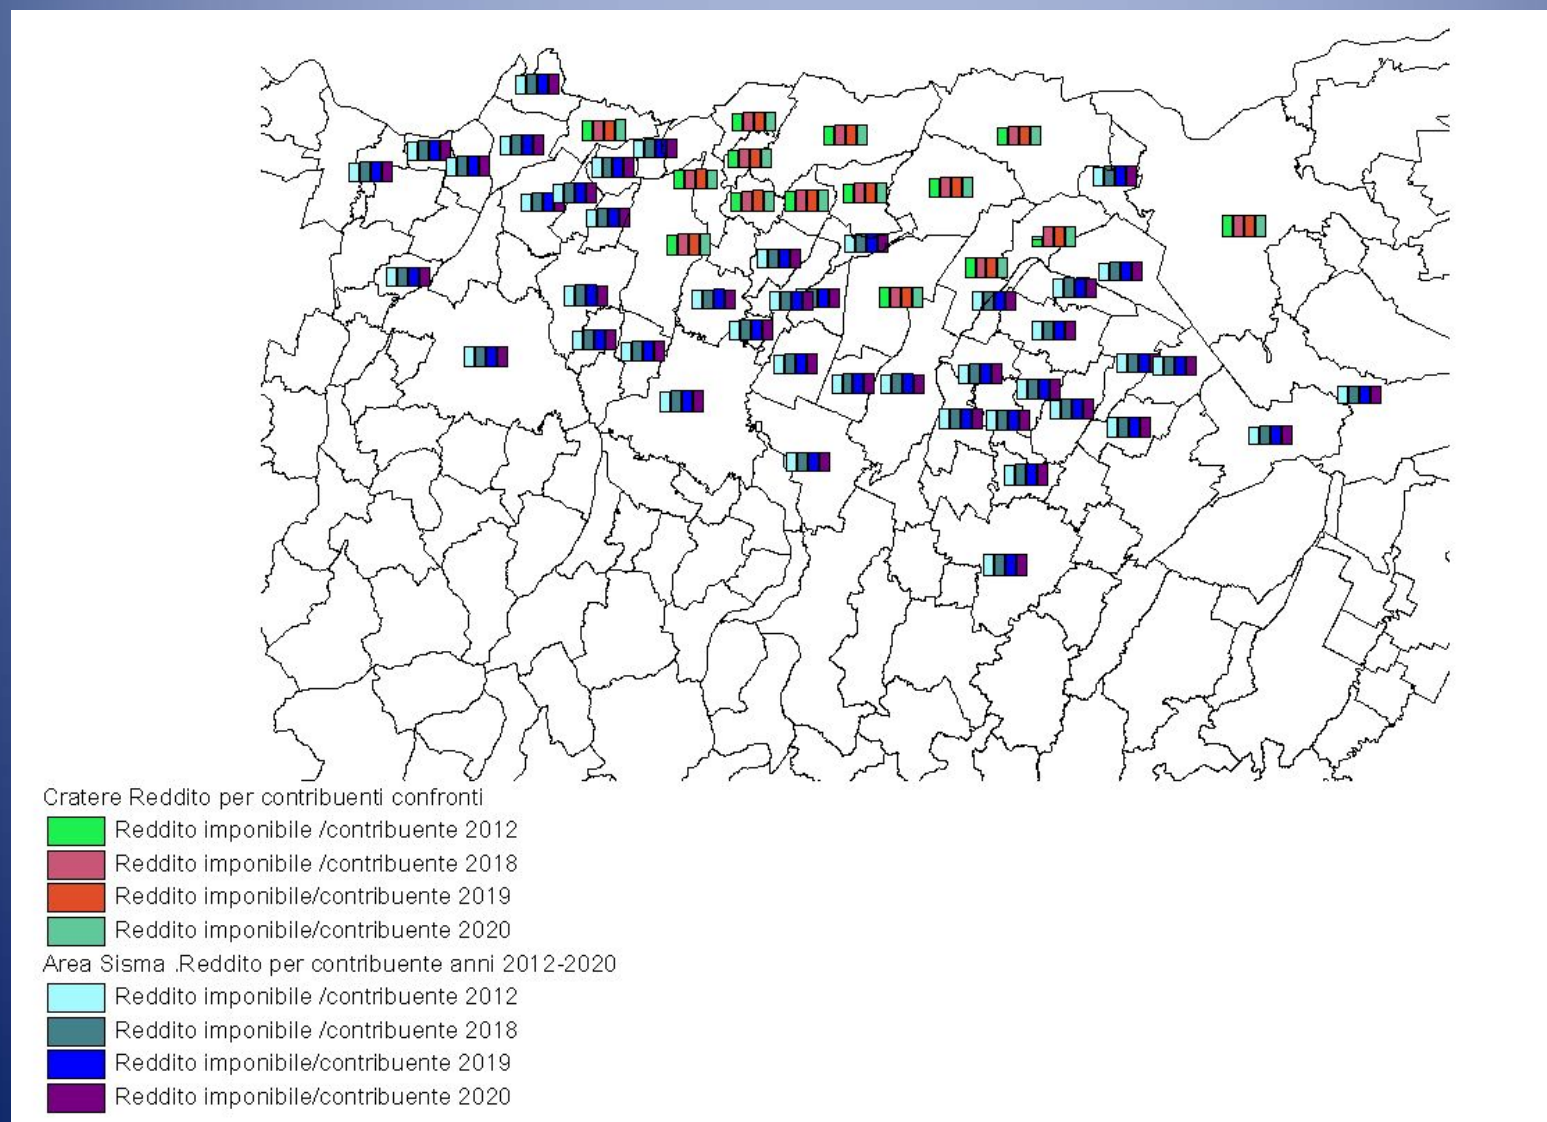 Cratere Reddito per contribuenti confronti
Reddito imponibile /contribuente 2012
Reddito imponibile /contribuente 2018
Reddito imponibile/contribuente 2019
Reddito imponibile/contribuente 2020
Area Sisma .Reddito per contribuente anni 2012-2020
Reddito imponibile /contribuente 2012
Reddito imponibile /contribuente 2018
Reddito imponibile/contribuente 2019
Reddito imponibile/contribuente 2020